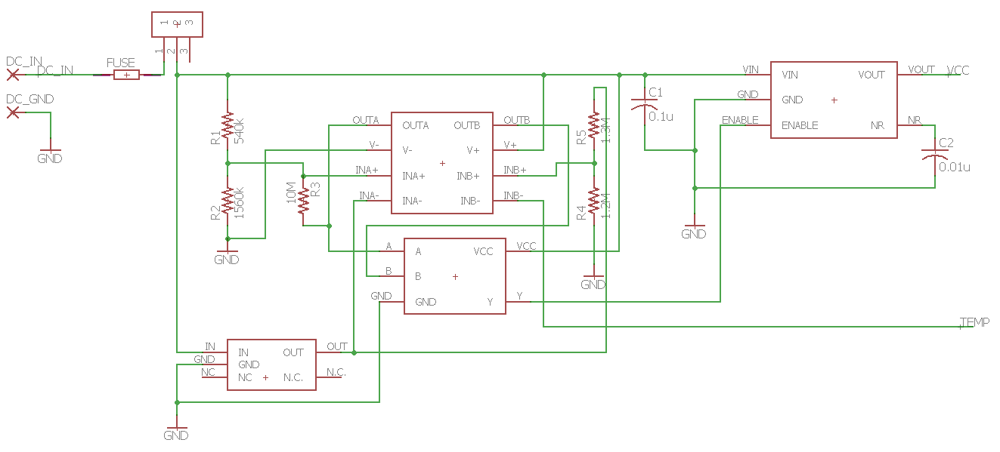 1 2 3
1 2 3
DC_IN
DC_IN
FUSE
DC_GND
GND
R1
540k
R2
1560k
GND
10M
R3
OUTA
V-
INA+
INA-
OUTA
V-
INA+
INA-
OUTB
V+
INB+
INB-
OUTB
V+
INB+
INB-
R5
1.3M
R4
1.2M
GND
C1
0.1u
VIN
GND
ENABLE
VIN
GND
ENABLE
VOUT
NR
VOUT
NR
VCC
C2
0.01u
GND
A
B
GND
A
B
GND
VCC
Y
VCC
Y
TEMP
IN
GND
NC
IN
GND
NC
OUT
N.C.
OUT
N.C.
GND